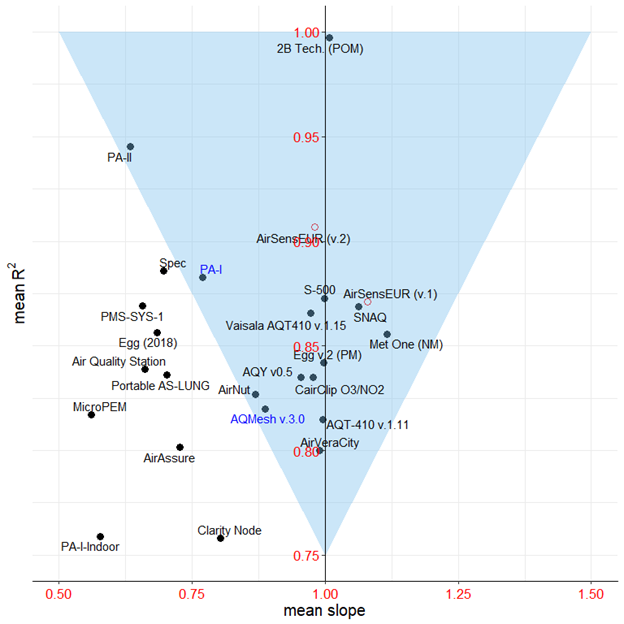 1.00
2B Tech. (POM)
0.95
PA-II
AirSensEUR (v.2)
0.90
Spec
PA-I
S-500
AirSensEUR (v.1)
PMS-SYS-1
SNAQ
Vaisala AQT410 v.1.15
Egg (2018)
Met One (NM)
0.85
Egg v.2 (PM)
Air Quality Station
AQY v0.5
Portable AS-LUNG
AirNut
CairClip O3/NO2
MicroPEM
AQMesh v.3.0
AQT-410 v.1.11
AirVeraCity
0.80
AirAssure
Clarity Node
PA-I-Indoor
0.75
0.50 0.75 1.00 1.25 1.50
mean slope
mean R2